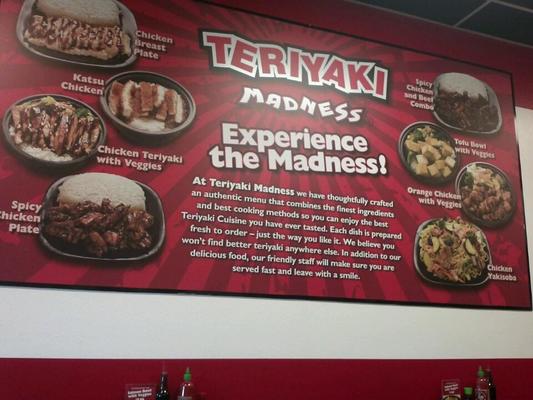 Chicken
Breast
Plate
Katsu
Chicken
Chicken Teriyaki
with Veggies
Spicy
Chicken
Plate
TERIYAKI
MADNESS
Experience
the Madness!
At Teriyaki Madness we have thoughtfully crafted
an authentic menu that combines the finest ingredients
and best cooking methods so you can enjoy the best
Teriyaki Cuisine you have ever tasted. Each dish is prepared
fresh to order – just the way you like it. We believe you
won't find better teriyaki anywhere else. In addition to our
delicious food, our friendly staff will make sure you are
served fast and leave with a smile.
Spicy
Chicken
and Beef
Combo
Tofu Bowl
with Veggies
Orange Chicken
with Veggies
Chicken
Yakisoba